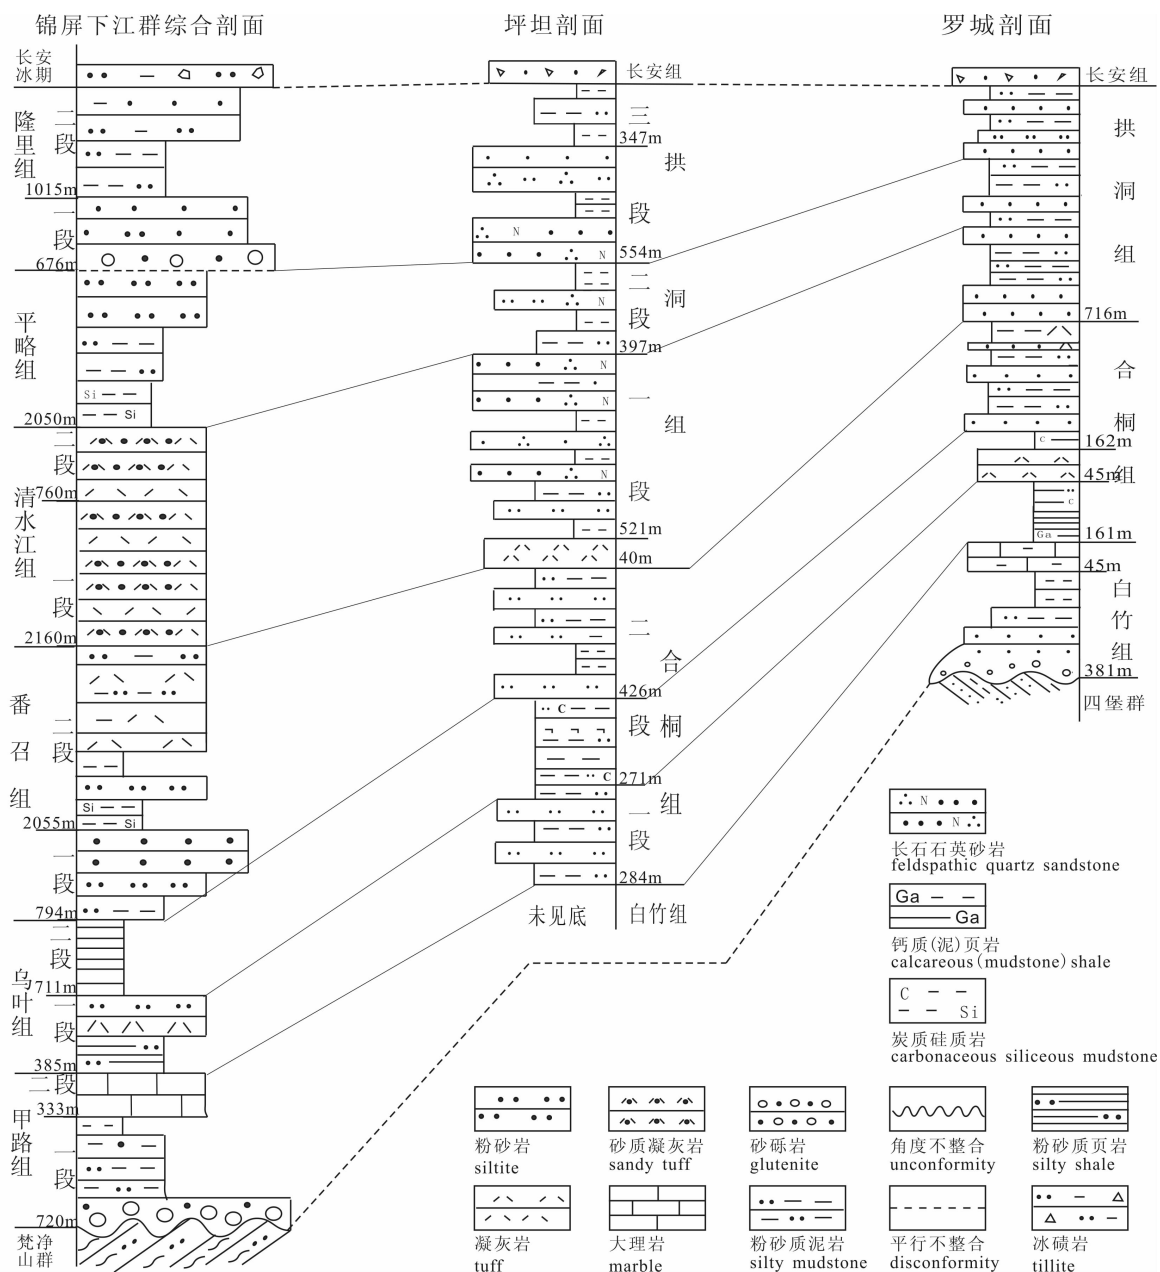 锦屏下江群综合剖面
坪坦剖面
罗城剖面
长安
冰期
隆里组
二段
1015m
一段
676m
平略组
Si
Si
2050m
清水江组
二段
760m
一段
2160m
番召组
二段
Si
Si
2055m
一段
794m
乌叶组
二段
711m
一段
385m
甲路组
二段
333m
一段
720m
梵净
山群
长安组
拱洞组
三段
347m
N
N
554m
二段
N
397m
一段
N
N
N
521m
40m
合桐组
二段
426m
C
C
271m
一段
284m
未见底
白竹组
长安组
拱洞组
716m
合桐组
C
162m
45m
C
Ga
161m
45m
白竹组
381m
四堡群
N
N
长石石英砂岩
feldspathic quartz sandstone
Ga
Ga
钙质(泥)页岩
calcareous(mudstone)shale
C
Si
炭质硅质岩
carbonaceous siliceous mudstone
粉砂岩
siltite
砂质凝灰岩
sandy tuff
砂砾岩
glutenite
角度不整合
unconformity
粉砂质页岩
silty shale
凝灰岩
tuff
大理岩
marble
粉砂质泥岩
silty mudstone
平行不整合
disconformity
冰碛岩
tillite